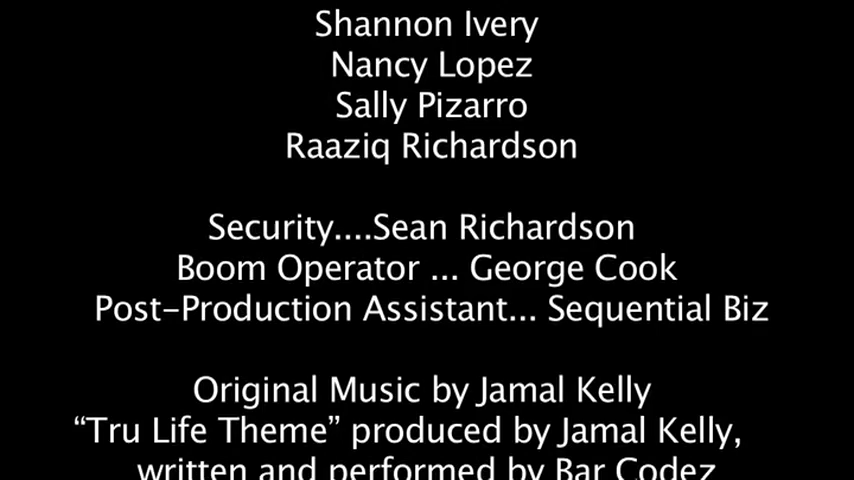 Shannon Ivery
Nancy Lopez
Sally Pizarro
Raaziq Richardson
Security....Sean Richardson
Boom Operator ... George Cook
Post-Production Assistant... Sequential Biz
Original Music by Jamal Kelly
“Tru Life Theme” produced by Jamal Kelly,
written and performed by Bar Codez